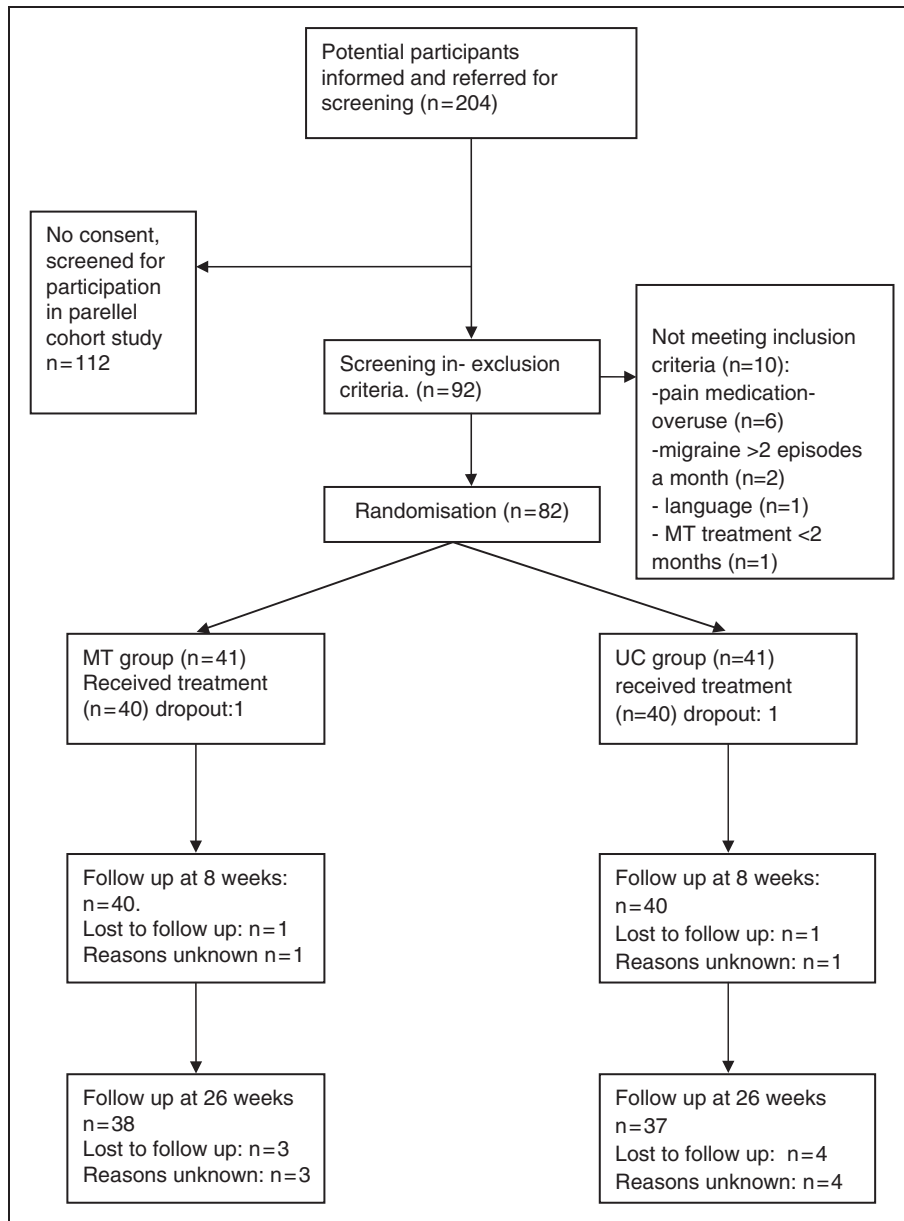 Potential participants
informed and referred for
screening (n=204)
No consent,
screened for
participation
in parellel
cohort study
n=112
Screening in- exclusion
criteria. (n=92)
Not meeting inclusion
criteria (n=10):
-pain medication-
overuse (n=6)
-migraine >2 episodes
a month (n=2)
- language (n=1)
- MT treatment <2
months (n=1)
Randomisation (n=82)
MT group (n=41)
Received treatment
(n=40) dropout:1
UC group (n=41)
received treatment
(n=40) dropout: 1
Follow up at 8 weeks:
n=40.
Lost to follow up: n=1
Reasons unknown n=1
Follow up at 8 weeks:
n=40
Lost to follow up: n=1
Reasons unknown: n=1
Follow up at 26 weeks
n=38
Lost to follow up: n=3
Reasons unknown: n=3
Follow up at 26 weeks
n=37
Lost to follow up: n=4
Reasons unknown: n=4